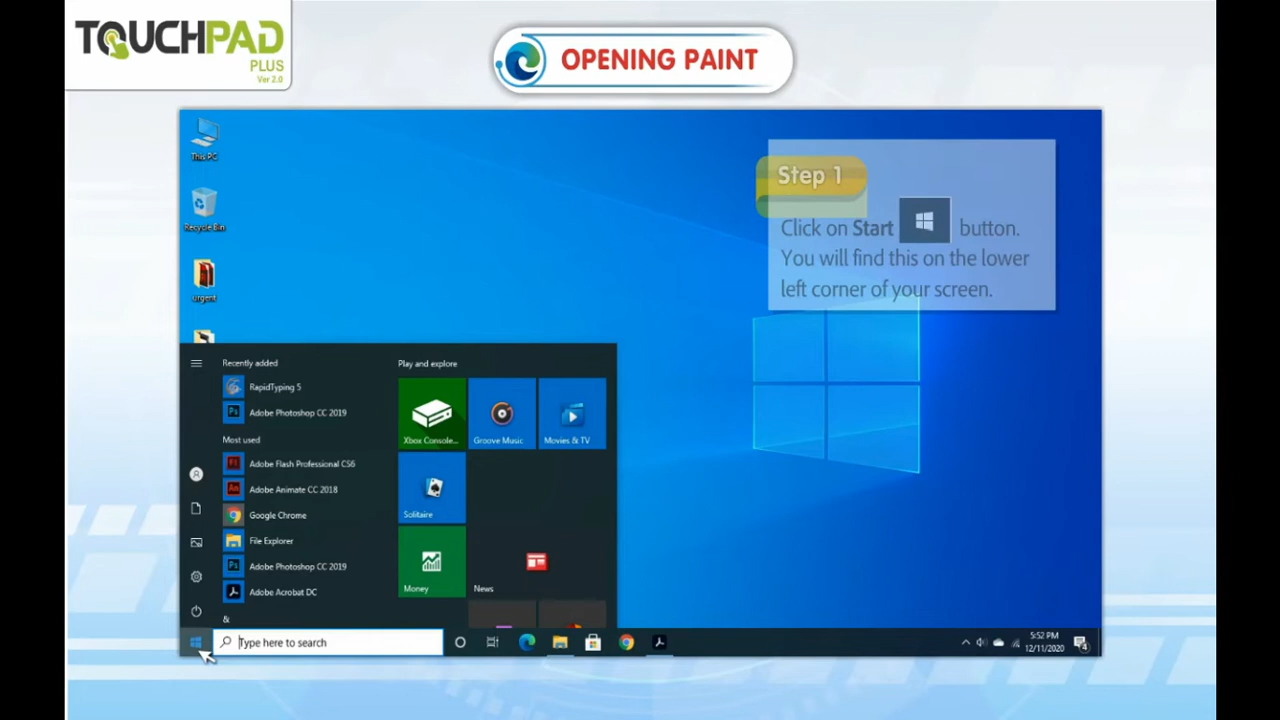 TOUCHPAD
PLUS
Ver 2.0
OPENING PAINT
This PC
Recycle Bin
Urgent
Step 1
Click on Start button.
You will find this on the lower
left corner of your screen.
Recently added
RapidTyping 5
Adobe Photoshop CC 2019
Most used
Adobe Flash Professional CS6
Adobe Animate CC 2018
Google Chrome
File Explorer
Adobe Photoshop CC 2019
Adobe Acrobat DC
&
Play and explore
Xbox Console...
Groove Music
Movies & TV
Solitaire
Money
News
Type here to search
5:52 PM
12/11/2020
4